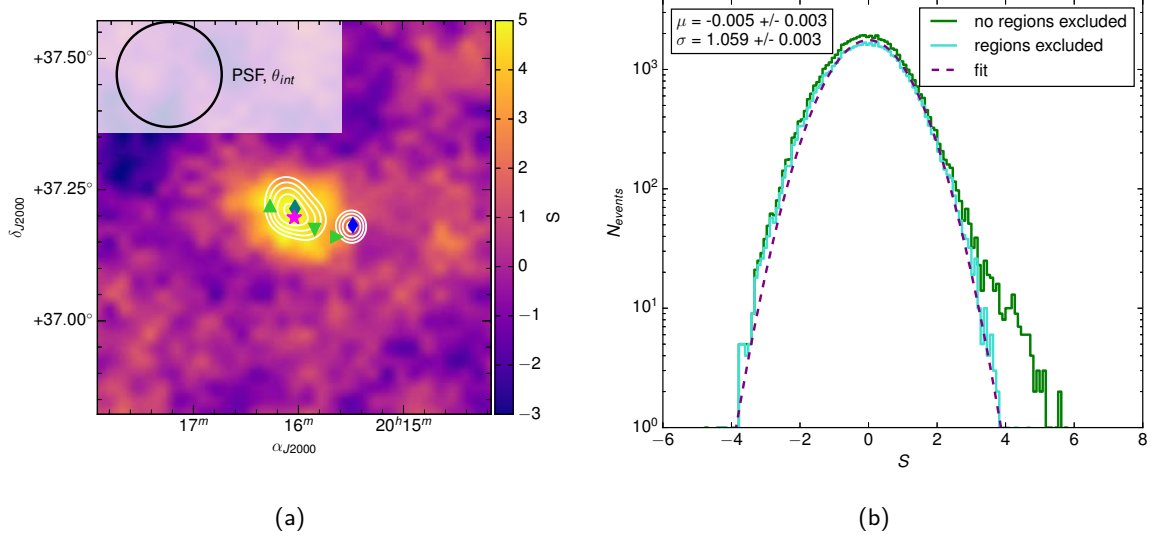 +37.50°
+37.25°
+37.00°
δJ2000
PSF, θint
17m
16m
20h15m
αJ2000
5
4
3
2
1
0
−1
−2
−3
S
(a)
μ = -0.005 +/- 0.003
σ = 1.059 +/- 0.003
no regions excluded
regions excluded
fit
10³
10²
10¹
10⁰
Nevents
−6 −4 −2 0 2 4 6 8
S
(b)